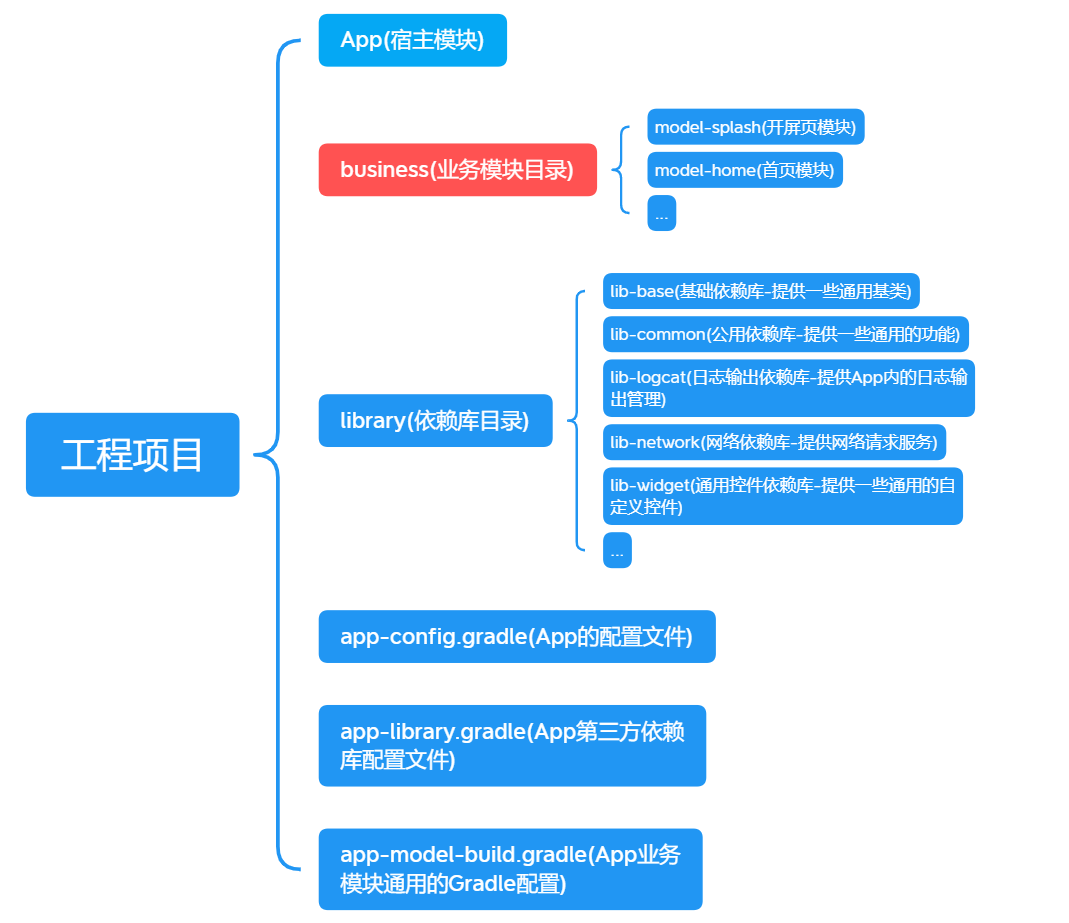 工程项目
App(宿主模块)
business(业务模块目录)
model-splash(开屏页模块)
model-home(首页模块)
...
library(依赖库目录)
lib-base(基础依赖库-提供一些通用基类)
lib-common(公用依赖库-提供一些通用的功能)
lib-logcat(日志输出依赖库-提供App内的日志输
出管理)
lib-network(网络依赖库-提供网络请求服务)
lib-widget(通用控件依赖库-提供一些通用的自
定义控件)
...
app-config.gradle(App的配置文件)
app-library.gradle(App第三方依赖
库配置文件)
app-model-build.gradle(App业务
模块通用的Gradle配置)